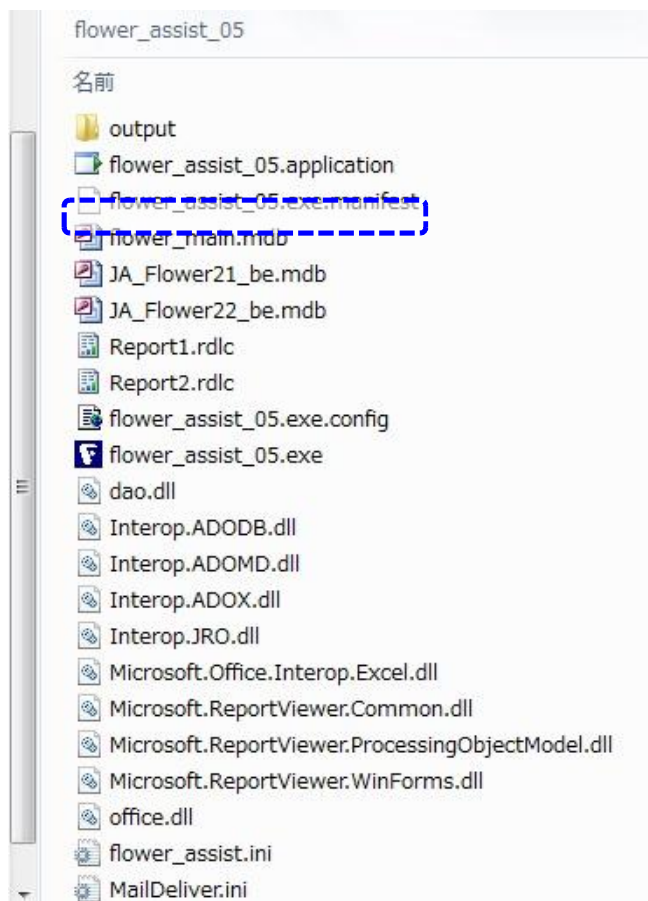 flower_assist_05
名前
output
flower_assist_05.application
flower_assist_05.exe.manifest
flower_main.mdb
JA_Flower21_be.mdb
JA_Flower22_be.mdb
Report1.rdlc
Report2.rdlc
flower_assist_05.exe.config
flower_assist_05.exe
dao.dll
Interop.ADODB.dll
Interop.ADOMD.dll
Interop.ADOX.dll
Interop.JRO.dll
Microsoft.Office.Interop.Excel.dll
Microsoft.ReportViewer.Common.dll
Microsoft.ReportViewer.ProcessingObjectModel.dll
Microsoft.ReportViewer.WinForms.dll
office.dll
flower_assist.ini
MailDeliver.ini